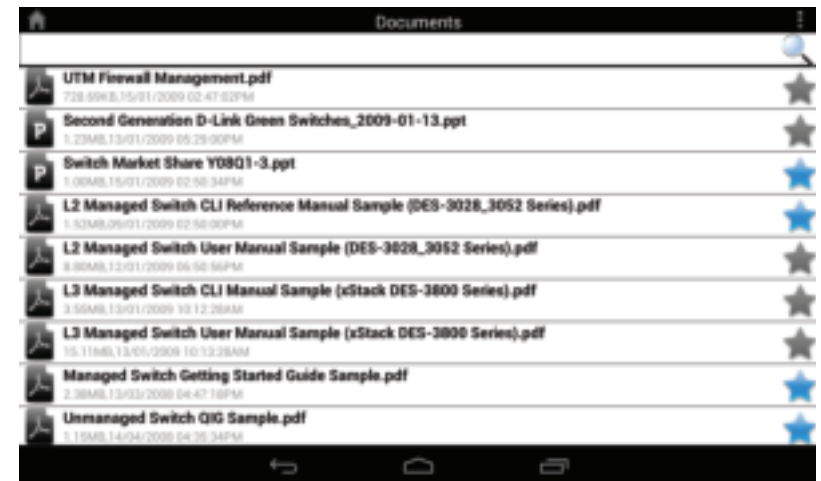 Documents
UTM Firewall Management.pdf
728.69KB,15/01/2009 02:47:02PM
Second Generation D-Link Green Switches_2009-01-13.ppt
1.23MB,13/01/2009 05:29:00PM
Switch Market Share Y08Q1-3.ppt
1.00MB,15/01/2009 02:50:34PM
L2 Managed Switch CLI Reference Manual Sample (DES-3028_3052 Series).pdf
1.52MB,09/01/2009 02:50:00PM
L2 Managed Switch User Manual Sample (DES-3028_3052 Series).pdf
8.80MB,12/01/2009 06:50:56PM
L3 Managed Switch CLI Manual Sample (xStack DES-3800 Series).pdf
3.55MB,13/01/2009 10:12:28AM
L3 Managed Switch User Manual Sample (xStack DES-3800 Series).pdf
15.11MB,13/01/2009 10:13:28AM
Managed Switch Getting Started Guide Sample.pdf
2.38MB,13/03/2008 04:47:18PM
Unmanaged Switch QIG Sample.pdf
1.15MB,14/04/2008 04:35:34PM